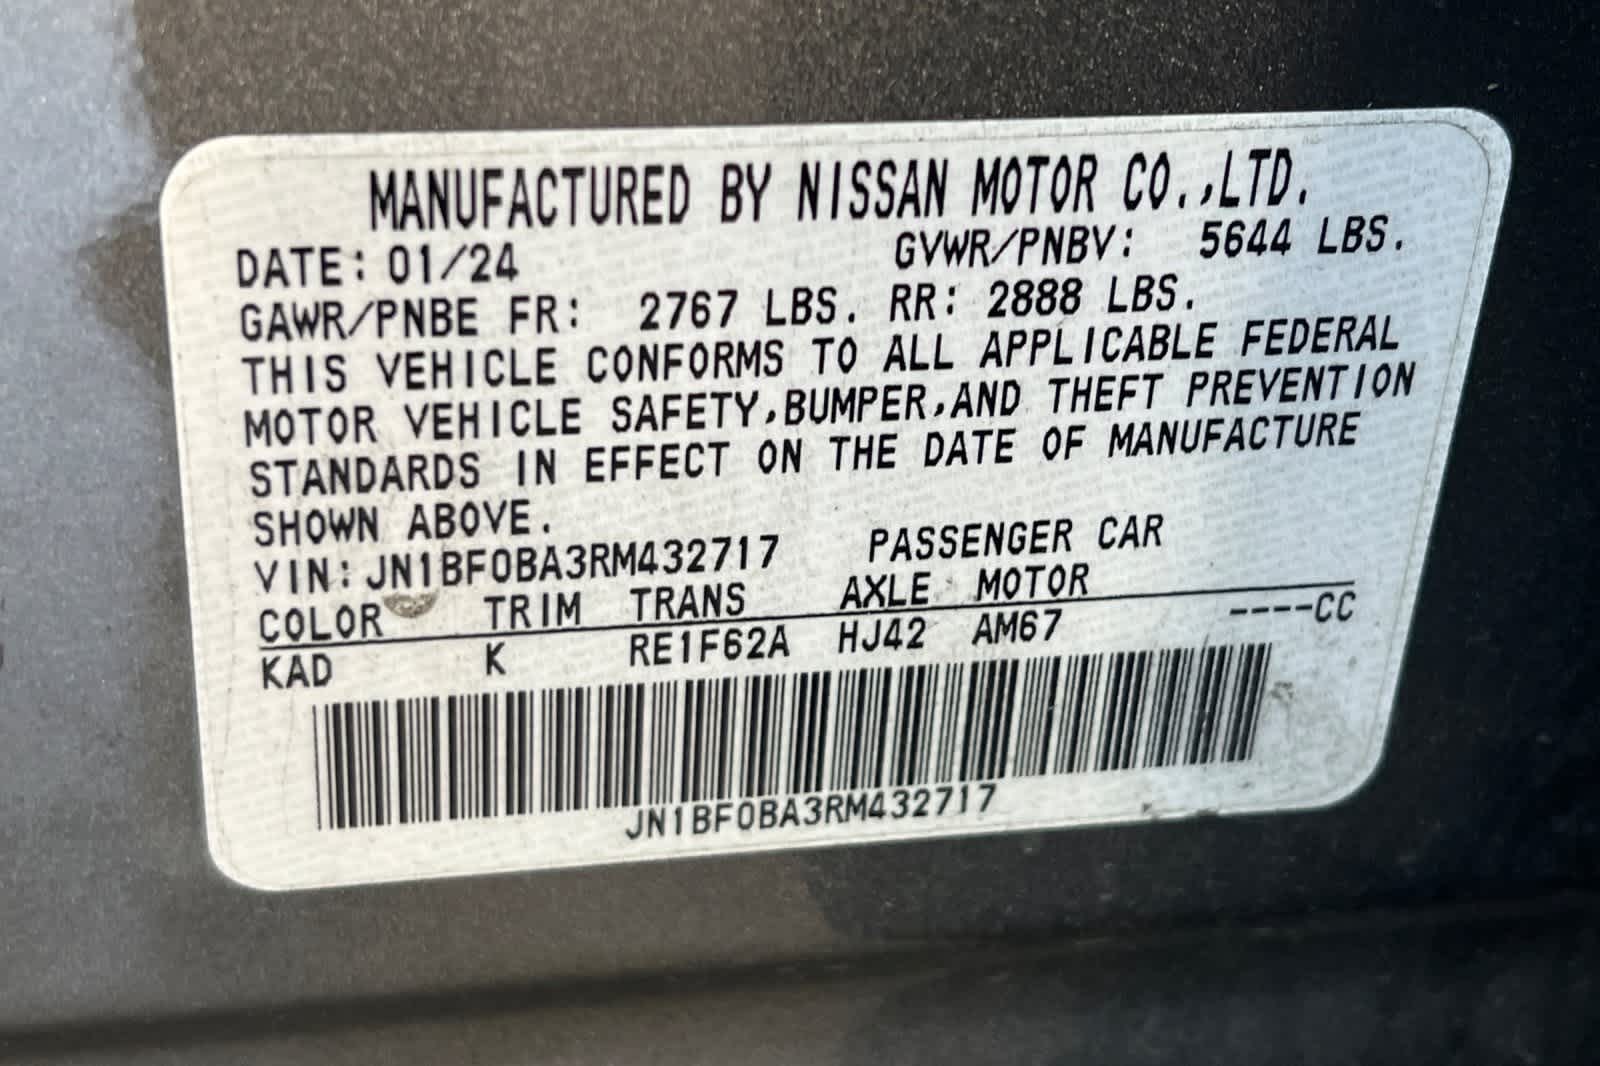 MANUFACTURED BY NISSAN MOTOR CO.,LTD.
DATE: 01/24 GVWR/PNBV: 5644 LBS.
GAWR/PNBE FR: 2767 LBS. RR: 2888 LBS.
THIS VEHICLE CONFORMS TO ALL APPLICABLE FEDERAL
MOTOR VEHICLE SAFETY,BUMPER,AND THEFT PREVENTION
STANDARDS IN EFFECT ON THE DATE OF MANUFACTURE
SHOWN ABOVE.
VIN: JN1BF0BA3RM432717 PASSENGER CAR
COLOR TRIM TRANS AXLE MOTOR
KAD K RE1F62A HJ42 AM67 ----CC
JN1BF0BA3RM432717